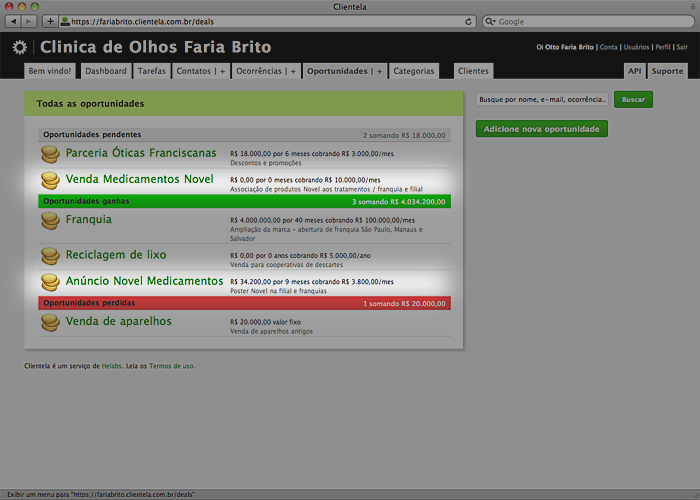 Clientela
https://fariabrito.clientela.com.br/deals
Google
Clinica de Olhos Faria Brito
Oi Otto Faria Brito | Conta | Usuários | Perfil | Sair
Bem vindo! Dashboard Tarefas Contatos | + Ocorrências | + Oportunidades | + Categorias Clientes API Suporte
Todas as oportunidades
Busque por nome, e-mail, ocorrência... Buscar
Adicione nova oportunidade
Oportunidades pendentes 2 somando R$ 18.000,00
Parceria Óticas Franciscanas R$ 18.000,00 por 6 meses cobrando R$ 3.000,00/mes
Descontos e promoções
Venda Medicamentos Novel R$ 0,00 por 0 meses cobrando R$ 10.000,00/mes
Associação de produtos Novel aos tratamentos / franquia e filial
Oportunidades ganhas 3 somando R$ 4.034.200,00
Franquia R$ 4.000.000,00 por 40 meses cobrando R$ 100.000,00/mes
Ampliação da marca - abertura de franquia São Paulo, Manaus e
Salvador
Reciclagem de lixo R$ 0,00 por 0 anos cobrando R$ 5.000,00/ano
Venda para cooperativas de descartes
Anúncio Novel Medicamentos R$ 34.200,00 por 9 meses cobrando R$ 3.800,00/mes
Poster Novel na filial e franquias
Oportunidades perdidas 1 somando R$ 20.000,00
Venda de aparelhos R$ 20.000,00 valor fixo
Venda de aparelhos antigos
Clientela é um serviço de Helabs. Leia os Termos de uso.
Exibir um menu para "https://fariabrito.clientela.com.br/deals"